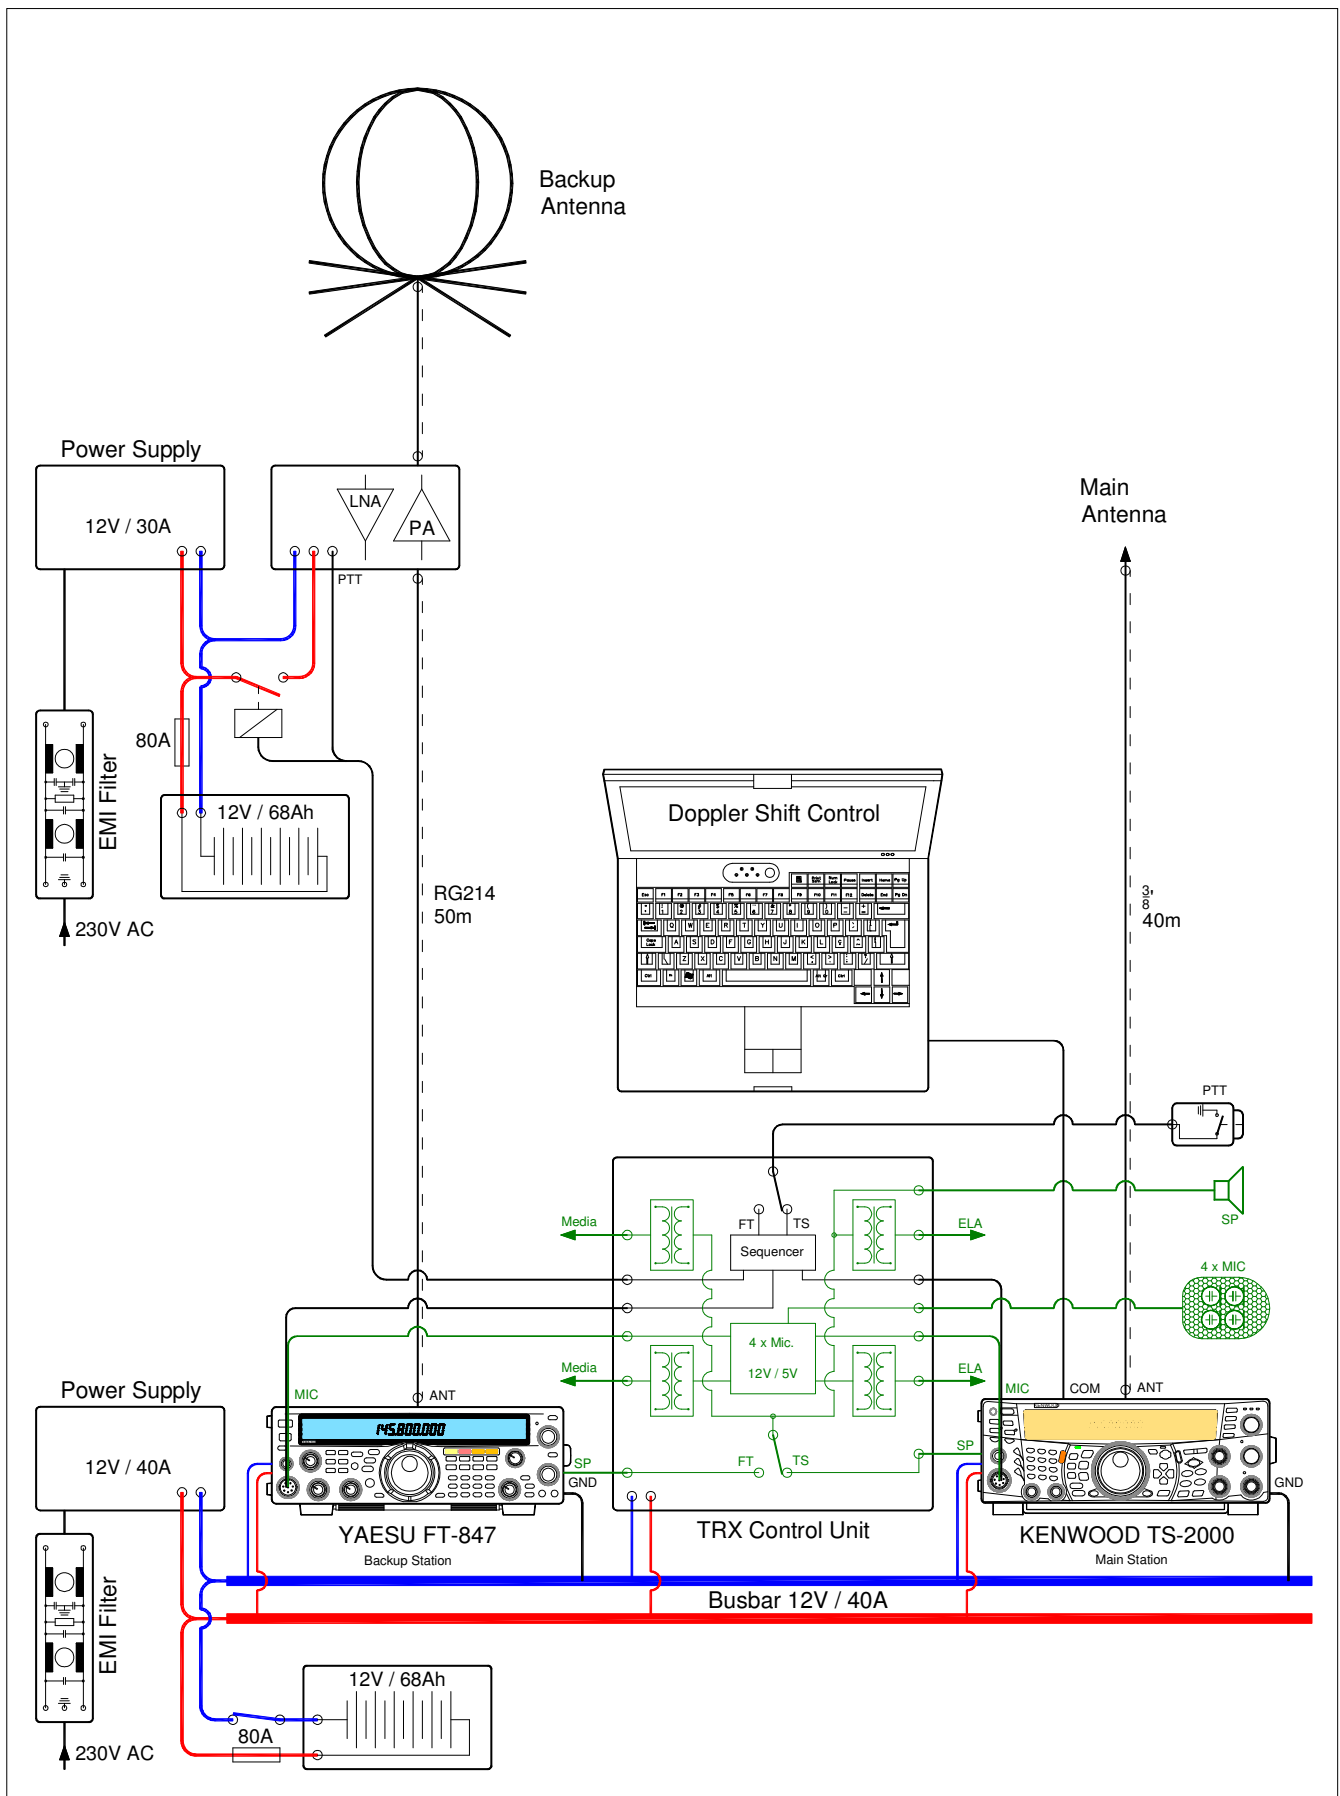 Backup
Antenna
Power Supply
12V / 30A
LNA
PA
PTT
Main
Antenna
80A
EMI Filter
12V / 68Ah
230V AC
Doppler Shift Control
RG214
50m
3/8"
40m
PTT
SP
Media
FT
TS
ELA
Sequencer
4 x MIC
4 x Mic.
12V / 5V
Media
ELA
Power Supply
12V / 40A
MIC
ANT
145.800.000
SP
GND
FT
TS
MIC
COM
ANT
KENWOOD
SP
GND
YAESU FT-847
Backup Station
TRX Control Unit
KENWOOD TS-2000
Main Station
Busbar 12V / 40A
EMI Filter
12V / 68Ah
80A
230V AC